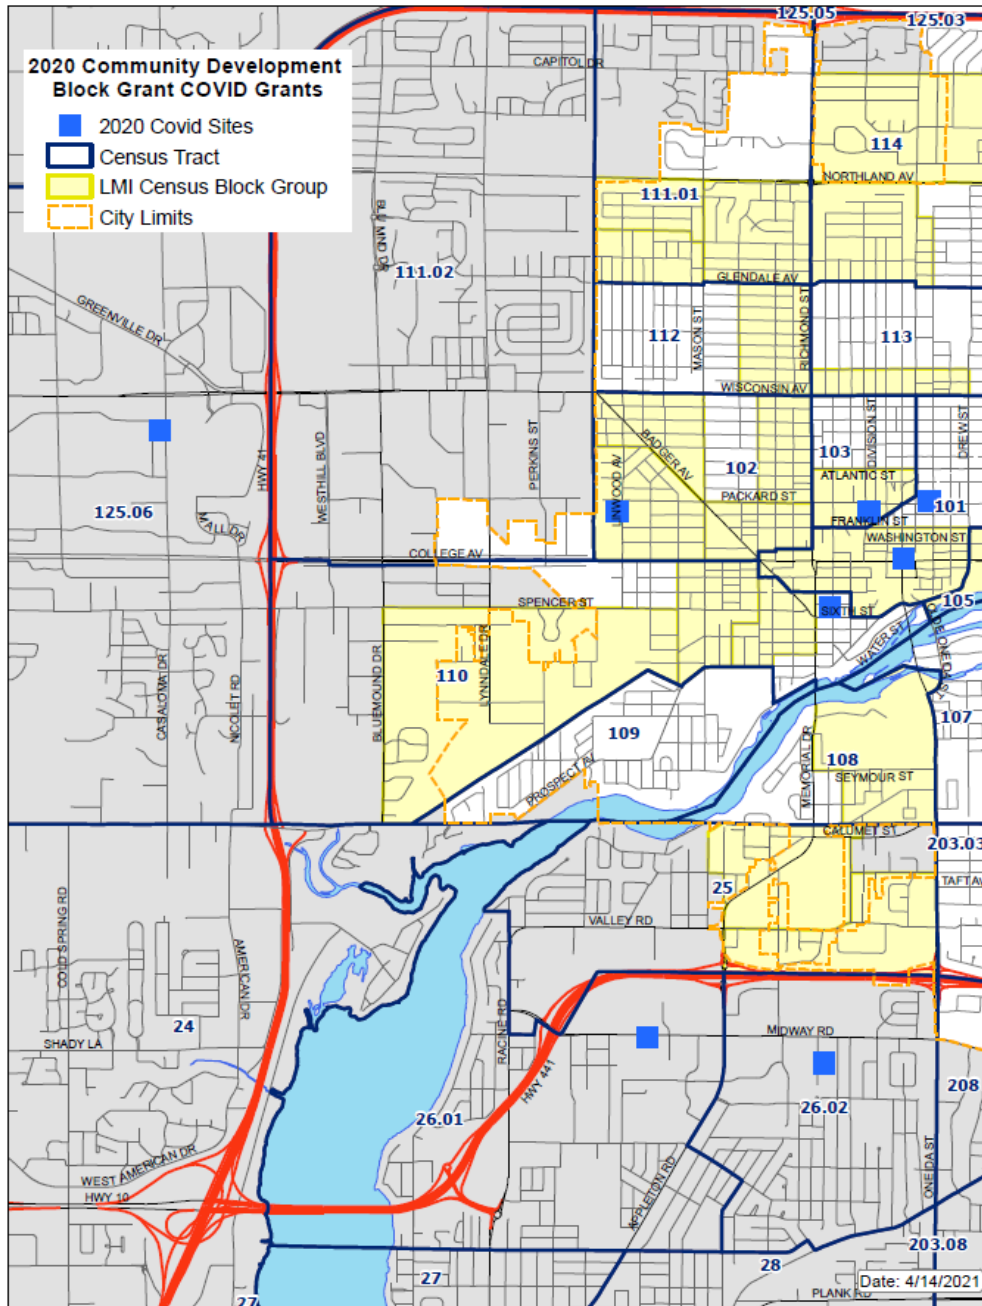 125.05
125.03
CAPITOL DR
2020 Community Development
Block Grant COVID Grants
2020 Covid Sites
Census Tract
LMI Census Block Group
City Limits
114
NORTHLAND AV
111.01
BLUMND DR
111.02
GLENDALE AV
GREENVILLE DR
112
MASON ST
RICHMOND ST
113
WISCONSIN AV
HWY 41
WESTHILL BLVD
PERKINS ST
BADGER AV
LINWOOD AV
102
103
DIVISION ST
DREW ST
ATLANTIC ST
PACKARD ST
101
125.06
MALL DR
FRANKLIN ST
WASHINGTON ST
COLLEGE AV
SPENCER ST
SIXTH ST
105
WATER ST
CASALOMA DR
NICOLET RD
BLUEMOUND DR
LYNNDALE DR
110
107
109
PROSPECT AV
MEMORIAL DR
108
SEYMOUR ST
CALUMET ST
203.03
TAFT AV
25
COLD SPRING RD
AMERICAN DR
VALLEY RD
24
SHADY LA
RACINE RD
HWY 441
MIDWAY RD
208
26.01
26.02
WEST AMERICAN DR
HWY 10
APPLETON RD
ONEIDA ST
203.08
27
28
27
Date: 4/14/2021
PLANK RD